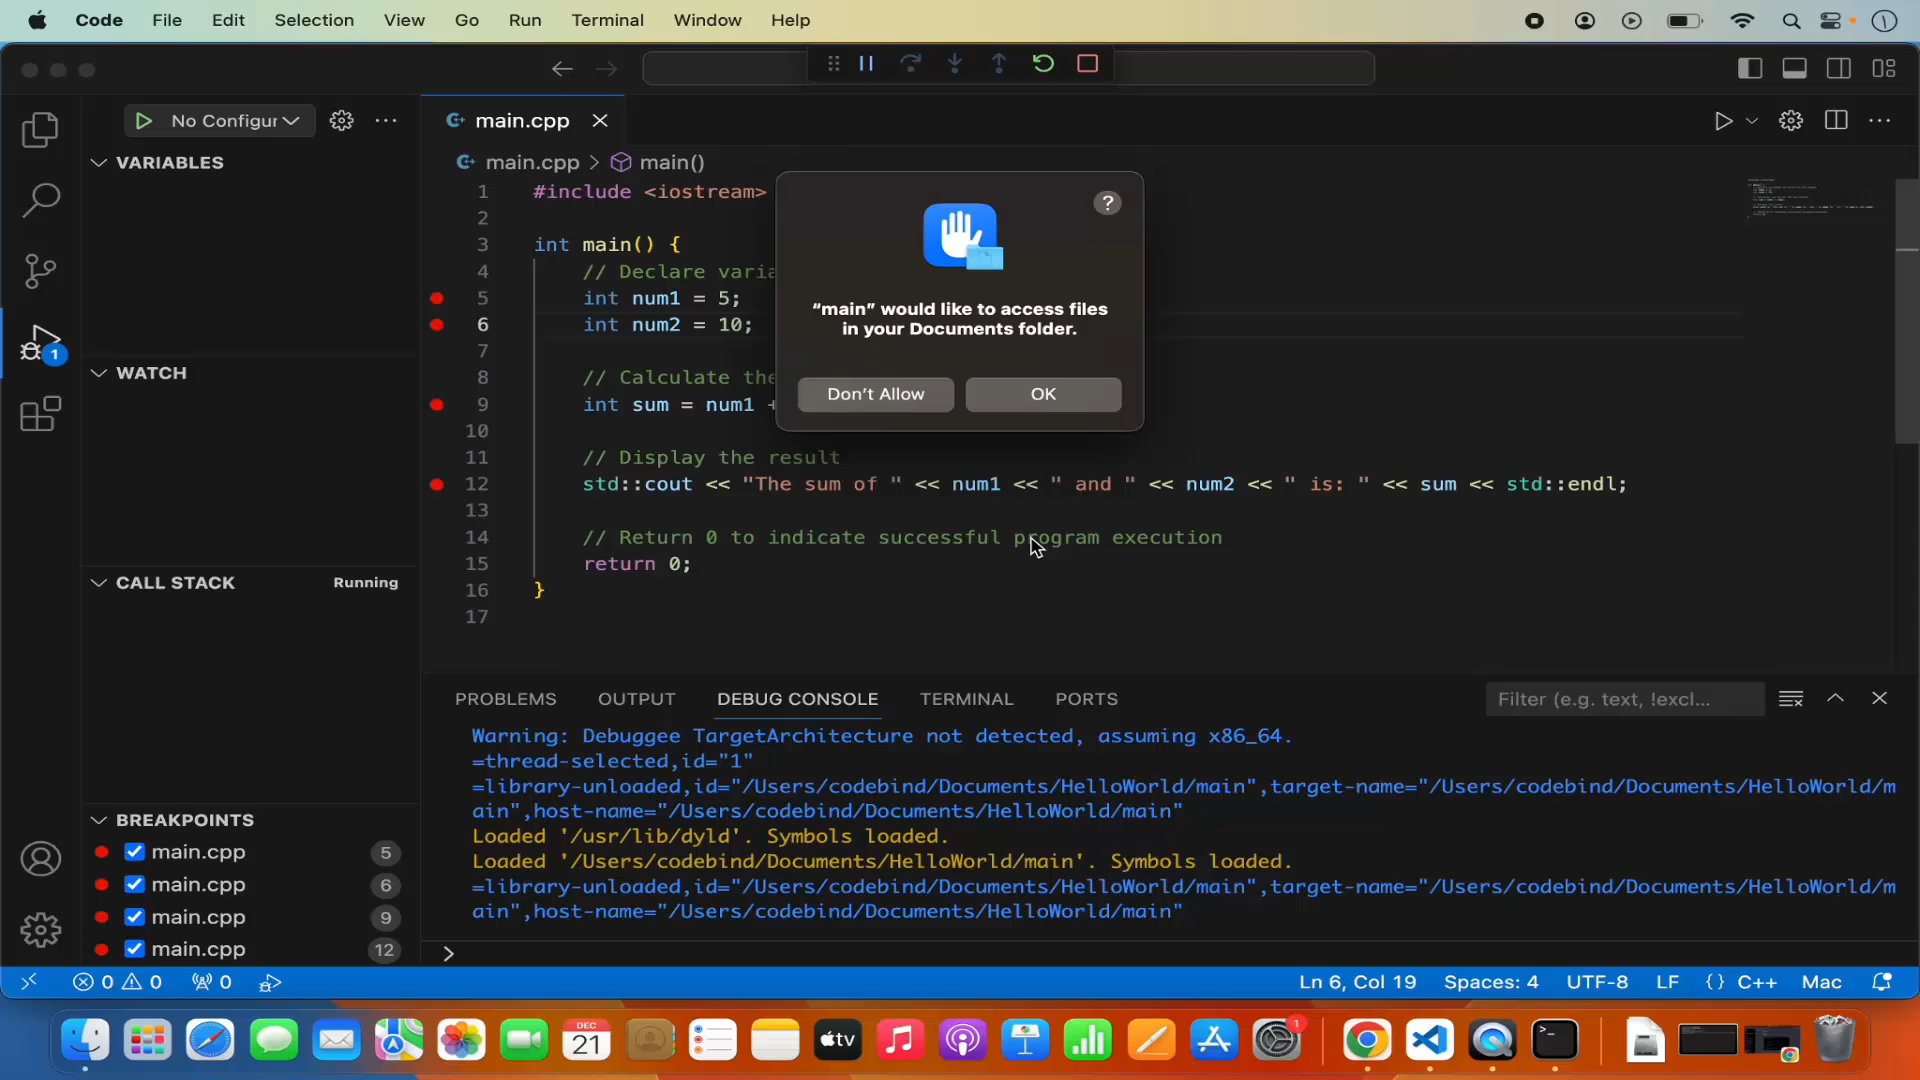 Code File Edit Selection View Go Run Terminal Window Help
No Configur
VARIABLES
WATCH
CALL STACK Running
BREAKPOINTS
main.cpp 5
main.cpp 6
main.cpp 9
main.cpp 12
1
main.cpp
main.cpp > main()
1 #include <iostream>
2
3 int main() {
4 // Declare varia
5 int num1 = 5;
6 int num2 = 10;
7
8 // Calculate the
9 int sum = num1 +
10
11 // Display the result
12 std::cout << "The sum of " << num1 << " and " << num2 << " is: " << sum << std::endl;
13
14 // Return 0 to indicate successful program execution
15 return 0;
16 }
17
?
“main” would like to access files
in your Documents folder.
Don’t Allow OK
PROBLEMS OUTPUT DEBUG CONSOLE TERMINAL PORTS Filter (e.g. text, !excl...
Warning: Debuggee TargetArchitecture not detected, assuming x86_64.
=thread-selected,id="1"
=library-unloaded,id="/Users/codebind/Documents/HelloWorld/main",target-name="/Users/codebind/Documents/HelloWorld/m
ain",host-name="/Users/codebind/Documents/HelloWorld/main"
Loaded '/usr/lib/dyld'. Symbols loaded.
Loaded '/Users/codebind/Documents/HelloWorld/main'. Symbols loaded.
=library-unloaded,id="/Users/codebind/Documents/HelloWorld/main",target-name="/Users/codebind/Documents/HelloWorld/m
ain",host-name="/Users/codebind/Documents/HelloWorld/main"
>
0 0 0 Ln 6, Col 19 Spaces: 4 UTF-8 LF {} C++ Mac
DEC
21
tv
1